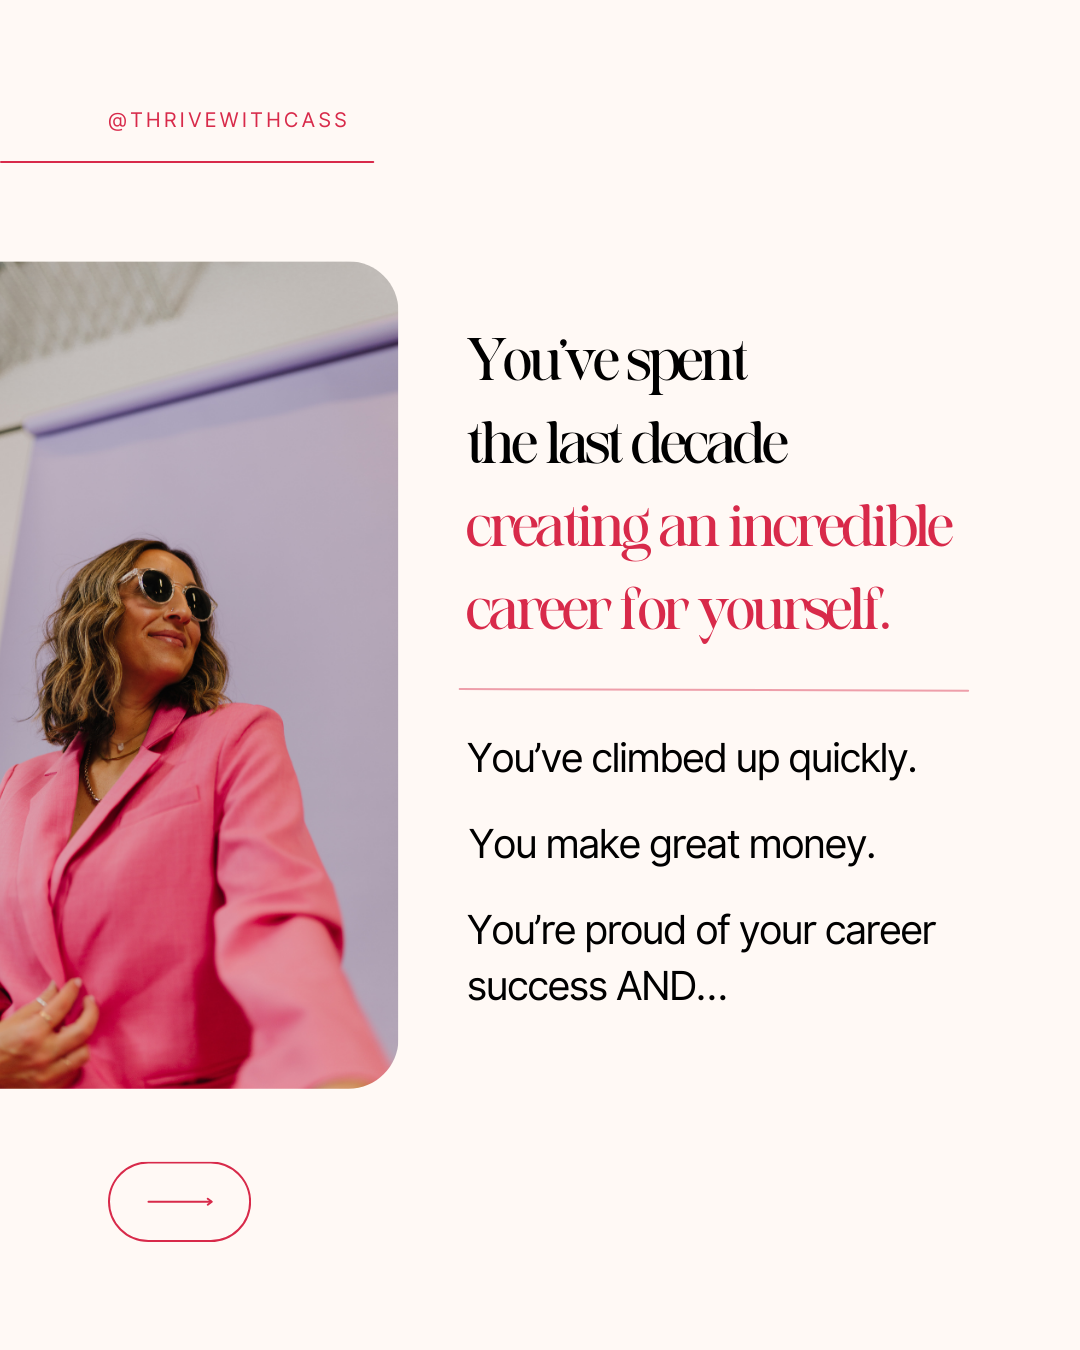 @THRIVEWITHCASS
You’ve spent
the last decade
creating an incredible
career for yourself.
You’ve climbed up quickly.
You make great money.
You’re proud of your career
success AND...